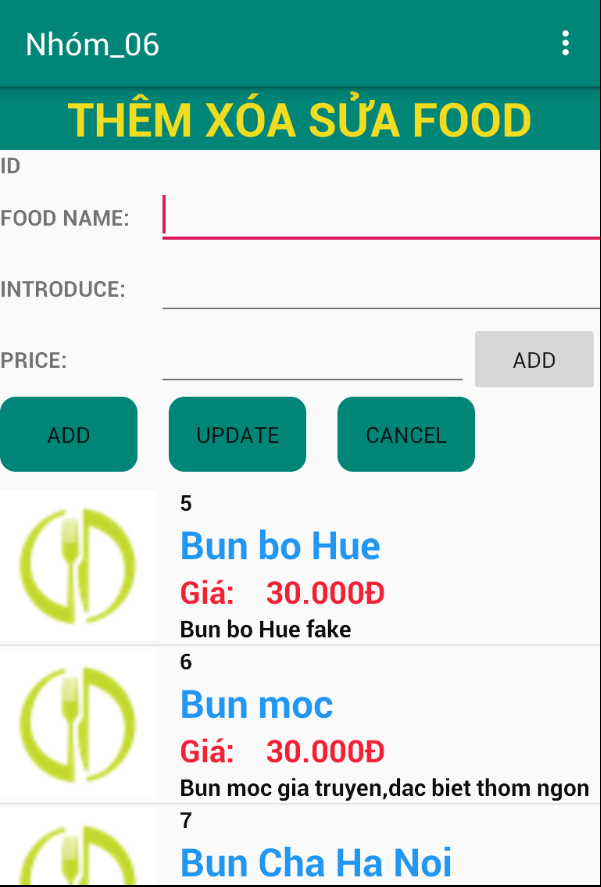 Nhóm_06
THÊM XÓA SỬA FOOD
ID
FOOD NAME:
INTRODUCE:
PRICE: ADD
ADD UPDATE CANCEL
5
Bun bo Hue
Giá: 30.000Đ
Bun bo Hue fake
6
Bun moc
Giá: 30.000Đ
Bun moc gia truyen,dac biet thom ngon
7
Bun Cha Ha Noi